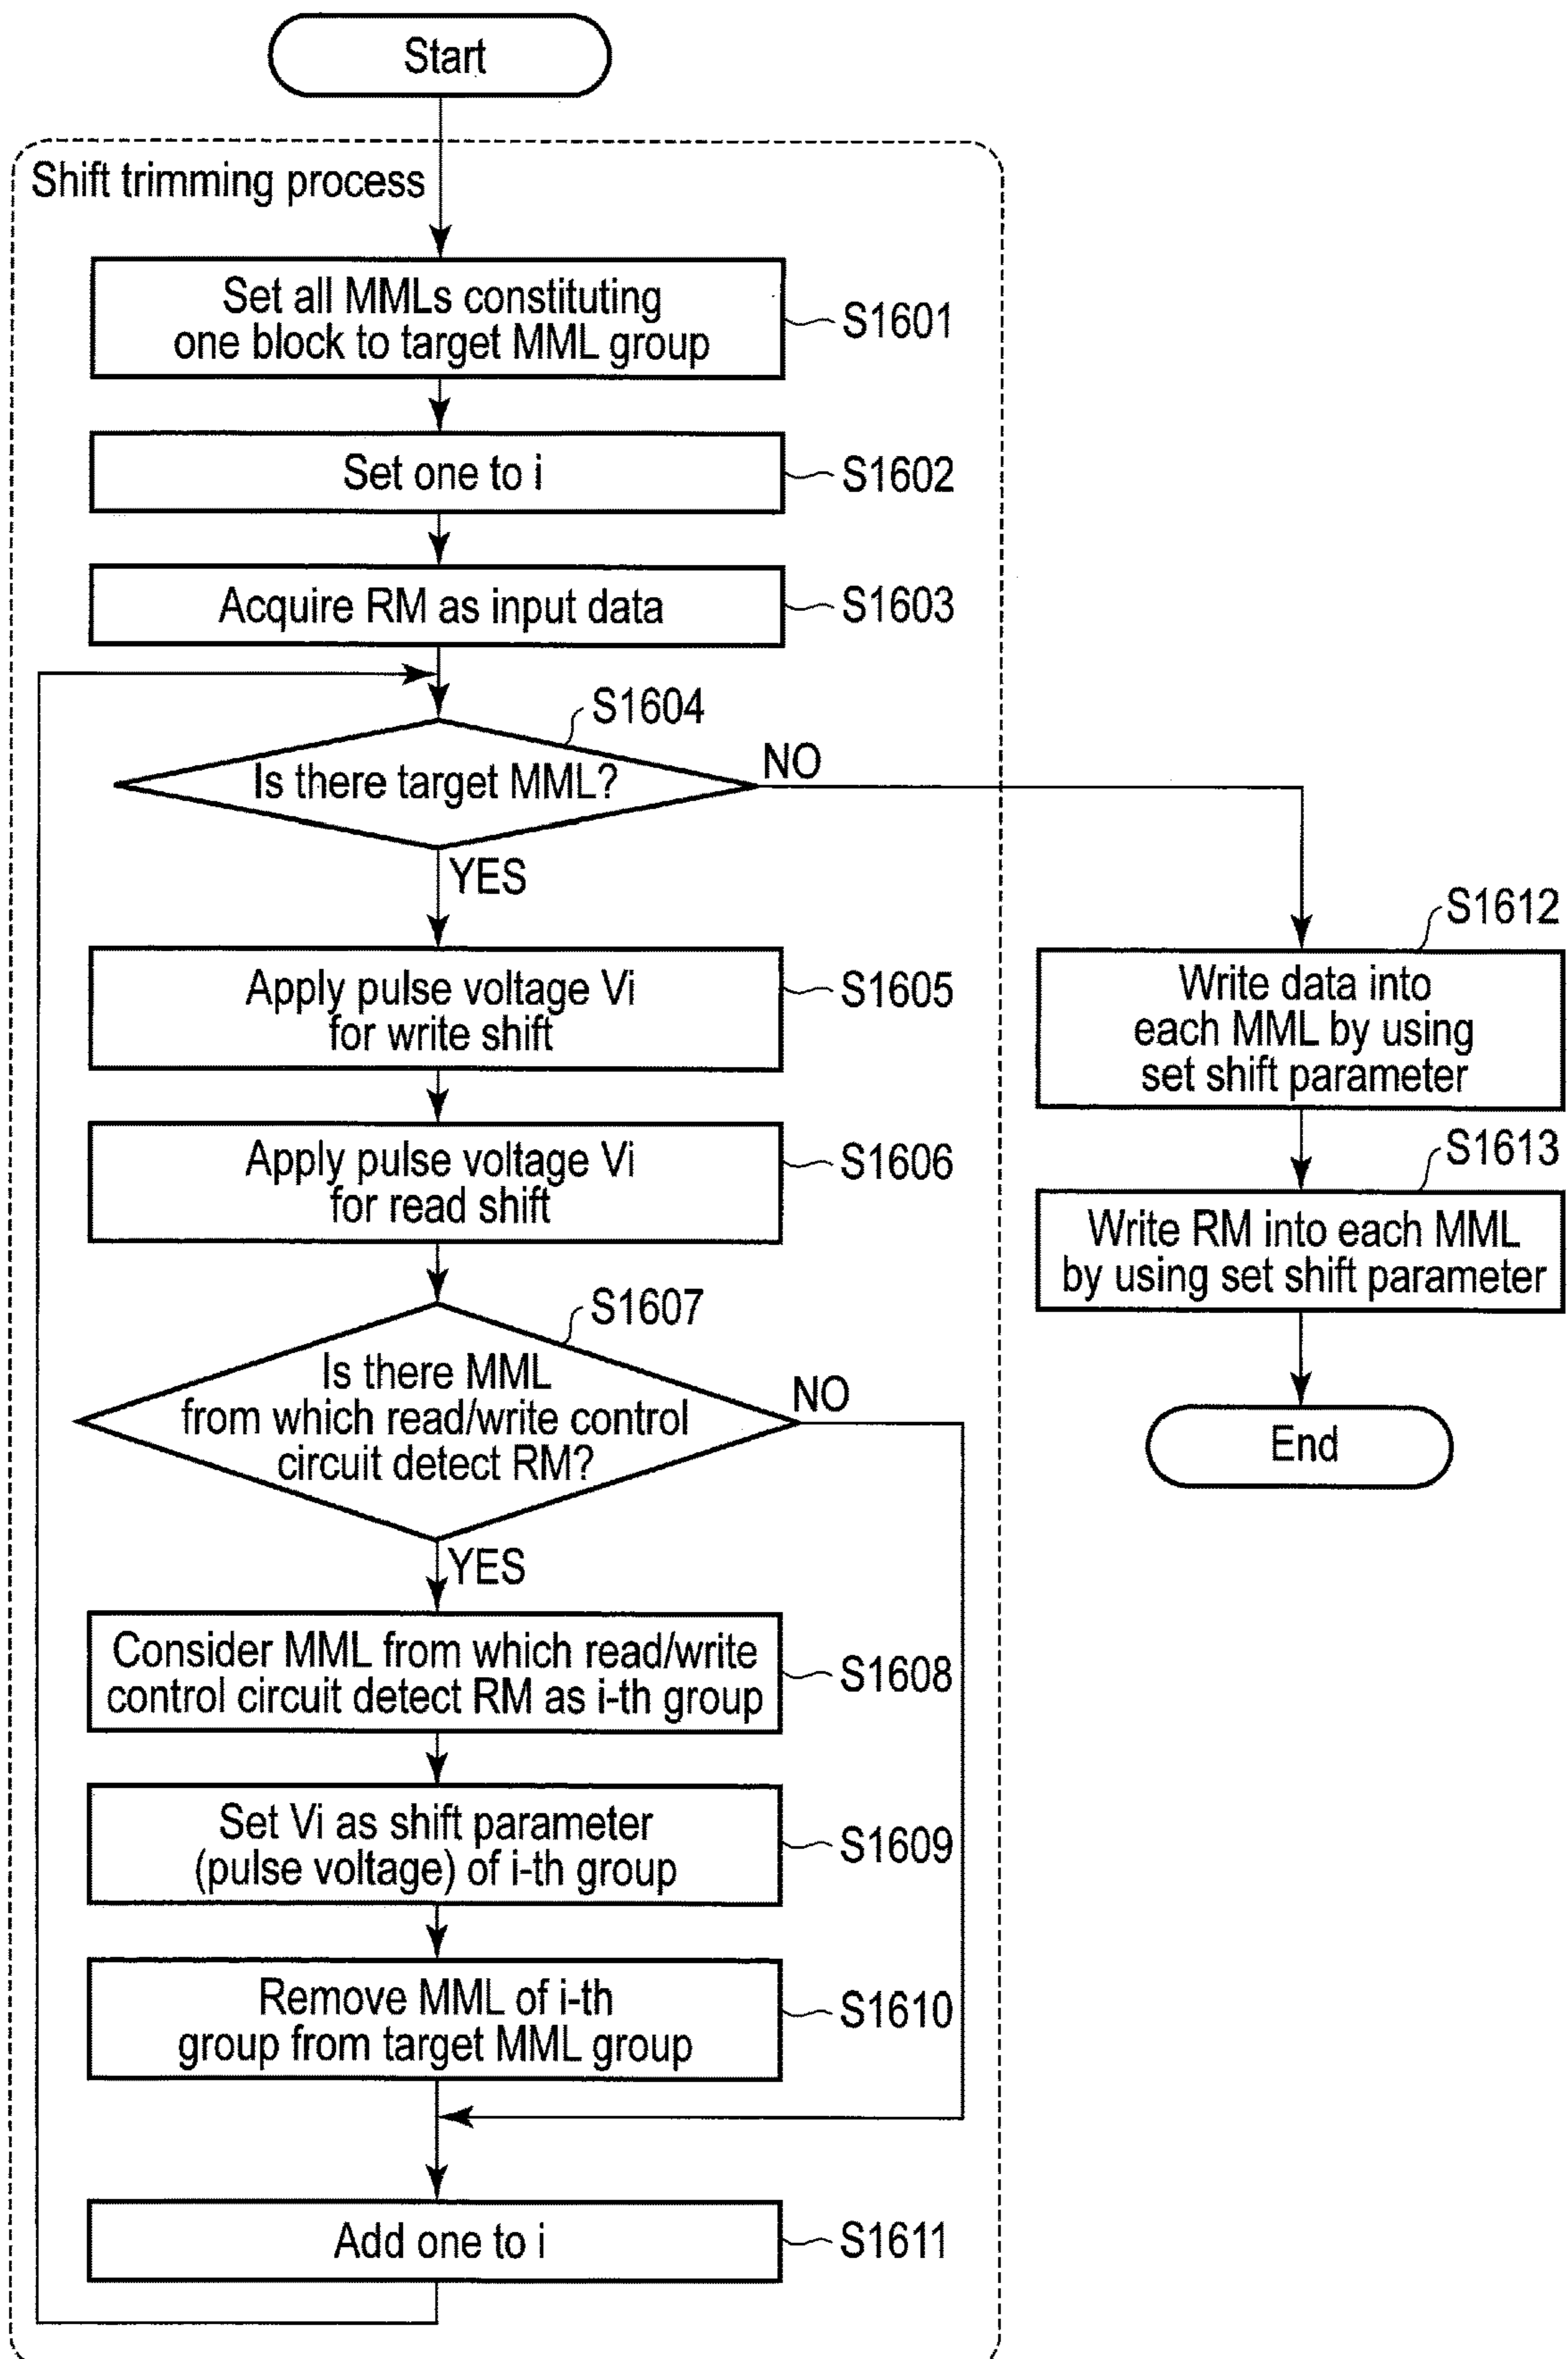 Start
Shift trimming process
Set all MMLs constituting
one block to target MML group
S1601
Set one to i
S1602
Acquire RM as input data
S1603
S1604
Is there target MML?
NO
YES
Apply pulse voltage Vi
for write shift
S1605
Apply pulse voltage Vi
for read shift
S1606
S1607
Is there MML
from which read/write control
circuit detect RM?
NO
YES
Consider MML from which read/write
control circuit detect RM as i-th group
S1608
Set Vi as shift parameter
(pulse voltage) of i-th group
S1609
Remove MML of i-th
group from target MML group
S1610
Add one to i
S1611
S1612
Write data into
each MML by using
set shift parameter
S1613
Write RM into each MML
by using set shift parameter
End